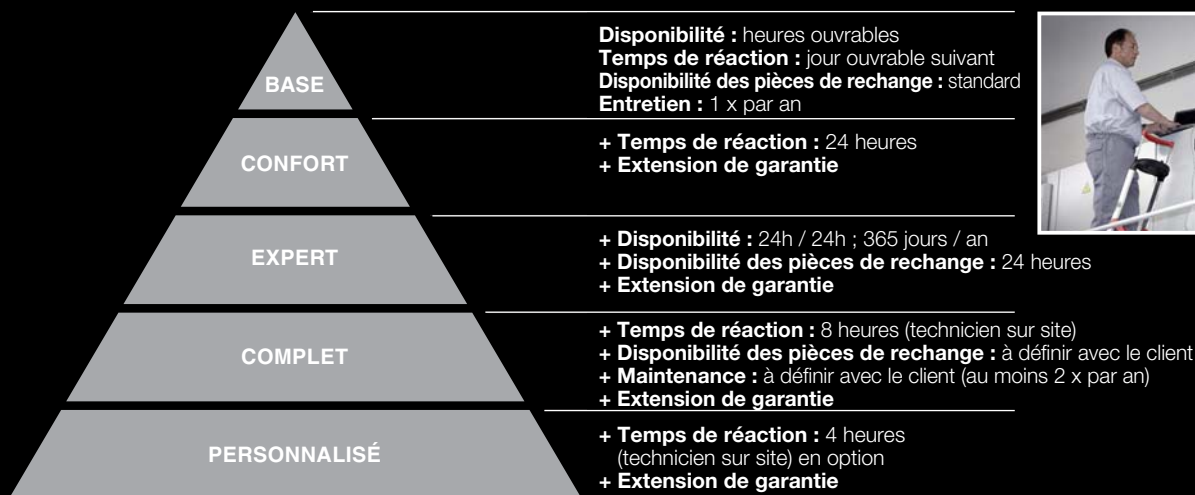 BASE
Disponibilité : heures ouvrables
Temps de réaction : jour ouvrable suivant
Disponibilité des pièces de rechange : standard
Entretien : 1 x par an
CONFORT
+ Temps de réaction : 24 heures
+ Extension de garantie
EXPERT
+ Disponibilité : 24h / 24h ; 365 jours / an
+ Disponibilité des pièces de rechange : 24 heures
+ Extension de garantie
COMPLET
+ Temps de réaction : 8 heures (technicien sur site)
+ Disponibilité des pièces de rechange : à définir avec le client
+ Maintenance : à définir avec le client (au moins 2 x par an)
+ Extension de garantie
PERSONNALISÉ
+ Temps de réaction : 4 heures
(technicien sur site) en option
+ Extension de garantie